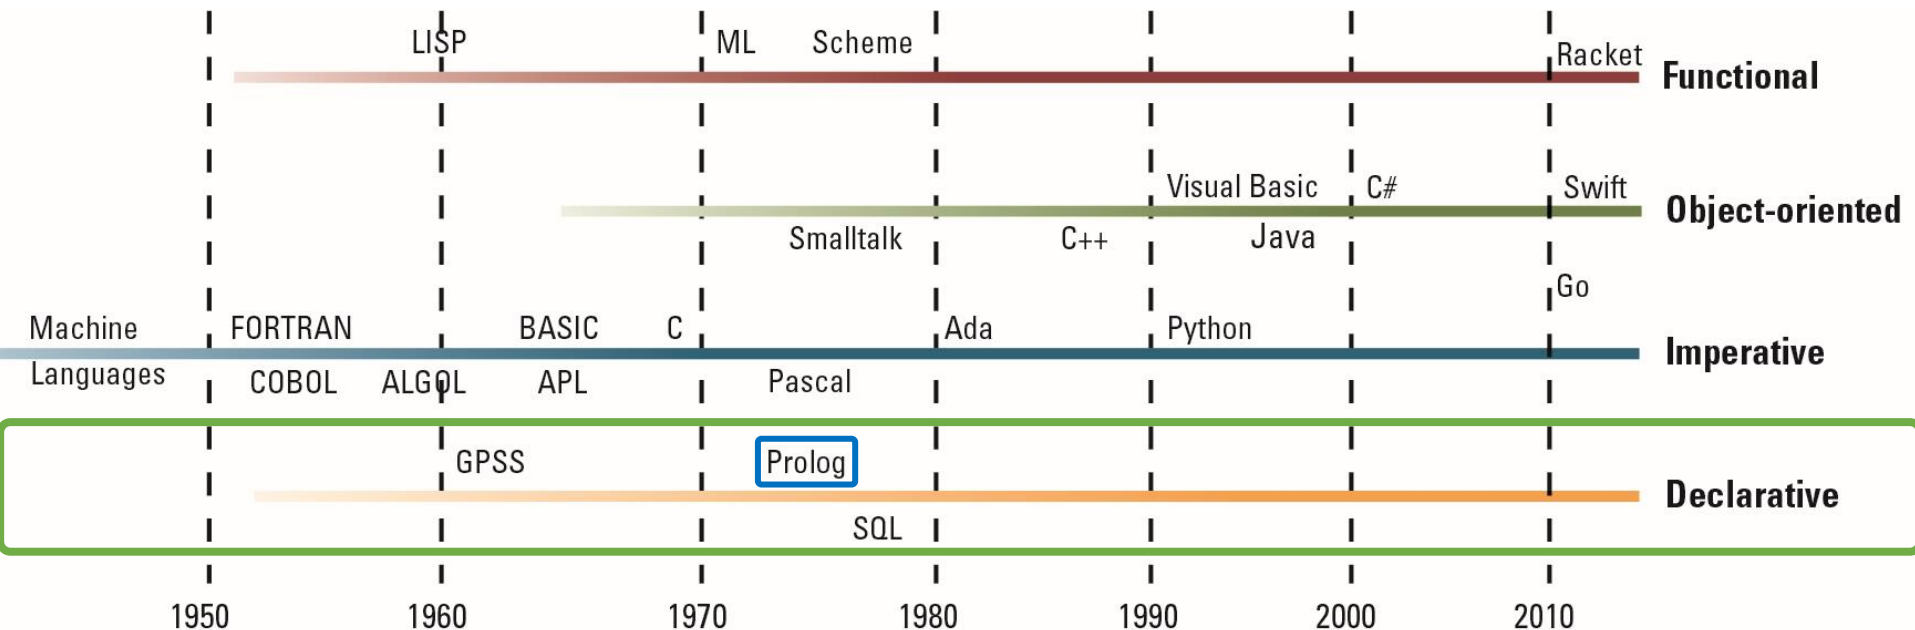 LISP ML Scheme
Racket
Functional
Visual Basic C# Swift
Object-oriented
Smalltalk C++ Java
Go
Machine FORTRAN BASIC C Ada Python
Imperative
Languages COBOL ALGOL APL Pascal
GPSS Prolog
Declarative
SQL
1950 1960 1970 1980 1990 2000 2010